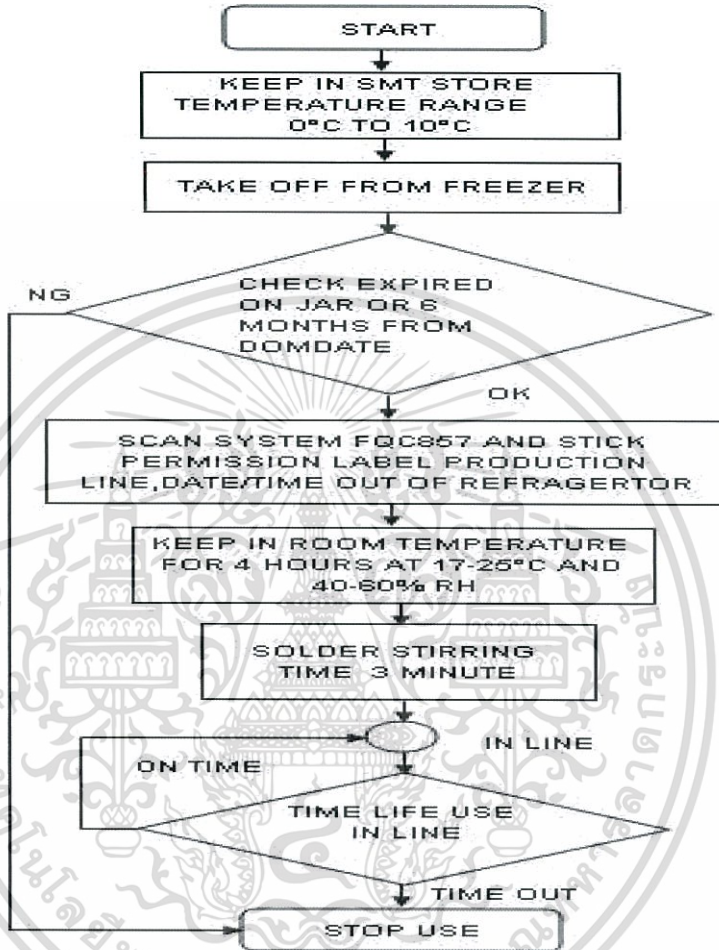 START
KEEP IN SMT STORE
TEMPERATURE RANGE
0°C TO 10°C
TAKE OFF FROM FREEZER
NG
CHECK EXPIRED
ON JAR OR 6
MONTHS FROM
DOMDATE
OK
SCAN SYSTEM FQC857 AND STICK
PERMISSION LABEL PRODUCTION
LINE,DATE/TIME OUT OF REFRAGERTOR
KEEP IN ROOM TEMPERATURE
FOR 4 HOURS AT 17-25°C AND
40-60% RH
SOLDER STIRRING
TIME 3 MINUTE
IN LINE
ON TIME
TIME LIFE USE
IN LINE
TIME OUT
STOP USE